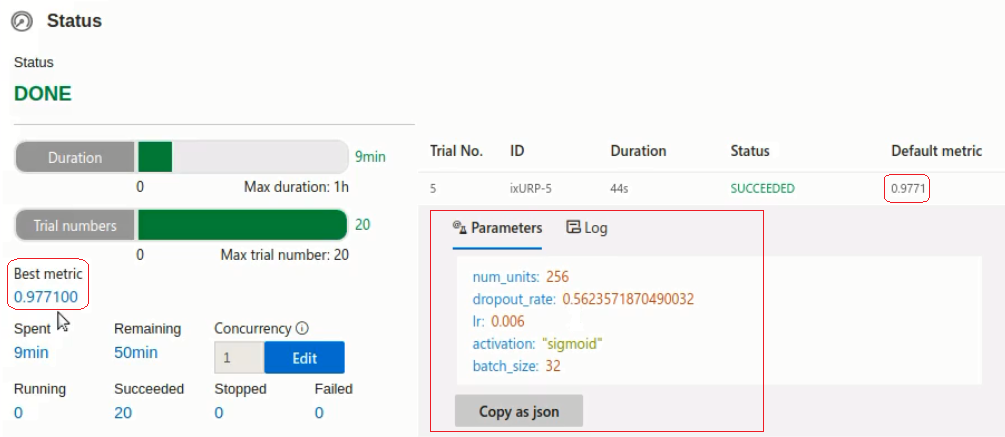 Status
Status
DONE
Duration
9min
0
Max duration: 1h
Trial numbers
20
0
Max trial number: 20
Best metric
0.977100
Spent
Remaining
Concurrency
9min
50min
1
Edit
Running
Succeeded
Stopped
Failed
0
20
0
0
Trial No.
ID
Duration
Status
Default metric
5
ixURP-5
44s
SUCCEEDED
0.9771
Parameters
Log
num_units: 256
dropout_rate: 0.5623571870490032
lr: 0.006
activation: "sigmoid"
batch_size: 32
Copy as json